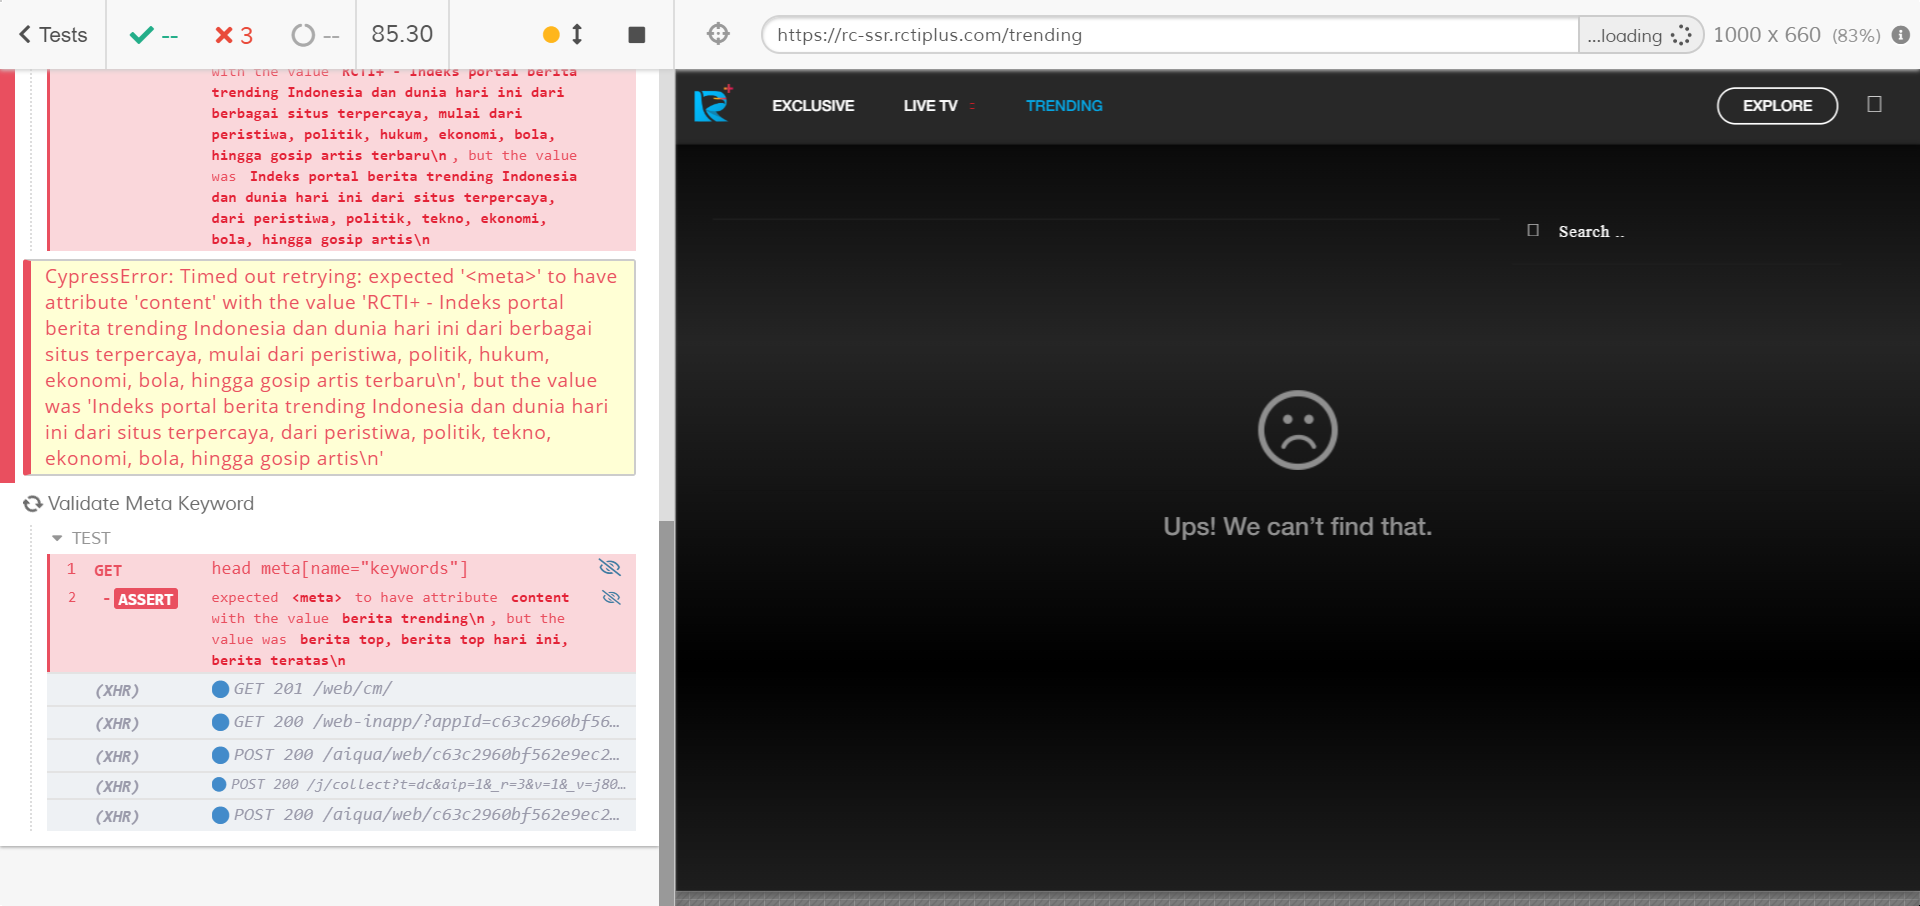 Tests
--
3
--
85.30
https://rc-ssr.rctiplus.com/trending
...loading
1000 x 660 (83%)
with the value RCTI+ - Indeks portal berita
trending Indonesia dan dunia hari ini dari
berbagai situs terpercaya, mulai dari
peristiwa, politik, hukum, ekonomi, bola,
hingga gosip artis terbaru\n , but the value
was Indeks portal berita trending Indonesia
dan dunia hari ini dari situs terpercaya,
dari peristiwa, politik, tekno, ekonomi,
bola, hingga gosip artis\n
CypressError: Timed out retrying: expected '<meta>' to have
attribute 'content' with the value 'RCTI+ - Indeks portal
berita trending Indonesia dan dunia hari ini dari berbagai
situs terpercaya, mulai dari peristiwa, politik, hukum,
ekonomi, bola, hingga gosip artis terbaru\n', but the value
was 'Indeks portal berita trending Indonesia dan dunia hari
ini dari situs terpercaya, dari peristiwa, politik, tekno,
ekonomi, bola, hingga gosip artis\n'
Validate Meta Keyword
TEST
1 GET head meta[name="keywords"]
2 - ASSERT expected <meta> to have attribute content
with the value berita trending\n , but the
value was berita top, berita top hari ini,
berita teratas\n
(XHR) GET 201 /web/cm/
(XHR) GET 200 /web-inapp/?appId=c63c2960bf56...
(XHR) POST 200 /aiqua/web/c63c2960bf562e9ec2...
(XHR) POST 200 /j/collect?t=dc&aip=1&_r=3&v=1&_v=j80...
(XHR) POST 200 /aiqua/web/c63c2960bf562e9ec2...
EXCLUSIVE
LIVE TV
TRENDING
EXPLORE
Search ..
Ups! We can't find that.